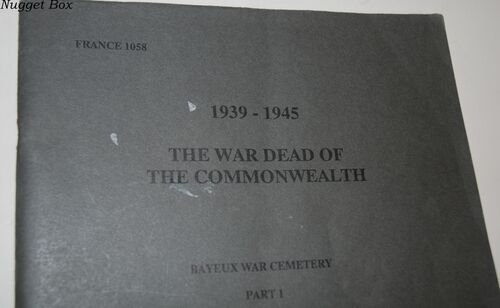 Nugget Box
FRANCE 1058
1939 - 1945
THE WAR DEAD OF
THE COMMONWEALTH
BAYEUX WAR CEMETERY
PART 1